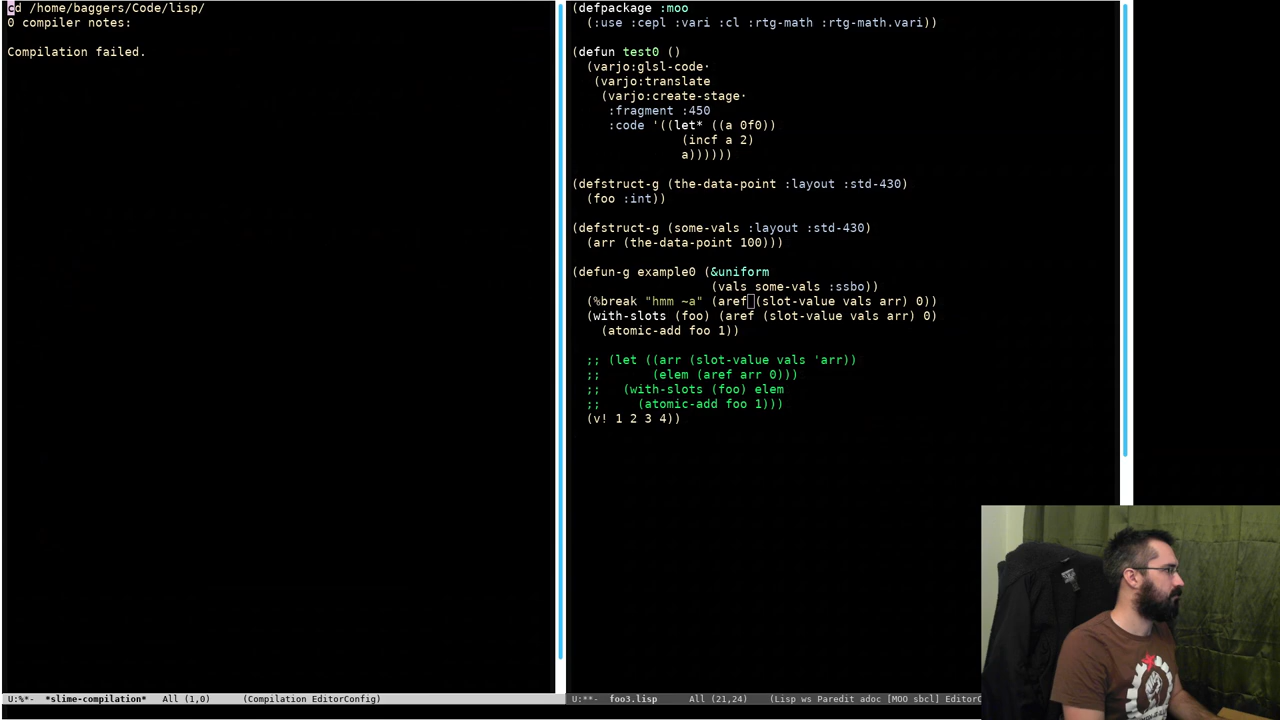 cd /home/baggers/Code/lisp/
0 compiler notes:
Compilation failed.
U:%*-  *slime-compilation*   All (1,0)     (Compilation EditorConfig)
(defpackage :moo
  (:use :cepl :vari :cl :rtg-math :rtg-math.vari))
(defun test0 ()
  (varjo:glsl-code·
   (varjo:translate
    (varjo:create-stage·
     :fragment :450
     :code '((let* ((a 0f0))
               (incf a 2)
               a))))))
(defstruct-g (the-data-point :layout :std-430)
  (foo :int))
(defstruct-g (some-vals :layout :std-430)
  (arr (the-data-point 100)))
(defun-g example0 (&uniform
                   (vals some-vals :ssbo))
  (%break "hmm ~a" (aref (slot-value vals arr) 0))
  (with-slots (foo) (aref (slot-value vals arr) 0)
    (atomic-add foo 1))
  ;; (let ((arr (slot-value vals 'arr))
  ;;       (elem (aref arr 0)))
  ;;   (with-slots (foo) elem
  ;;     (atomic-add foo 1)))
  (v! 1 2 3 4))
U:**-  foo3.lisp      All (21,24)    (Lisp ws Paredit adoc [MOO sbcl] EditorC